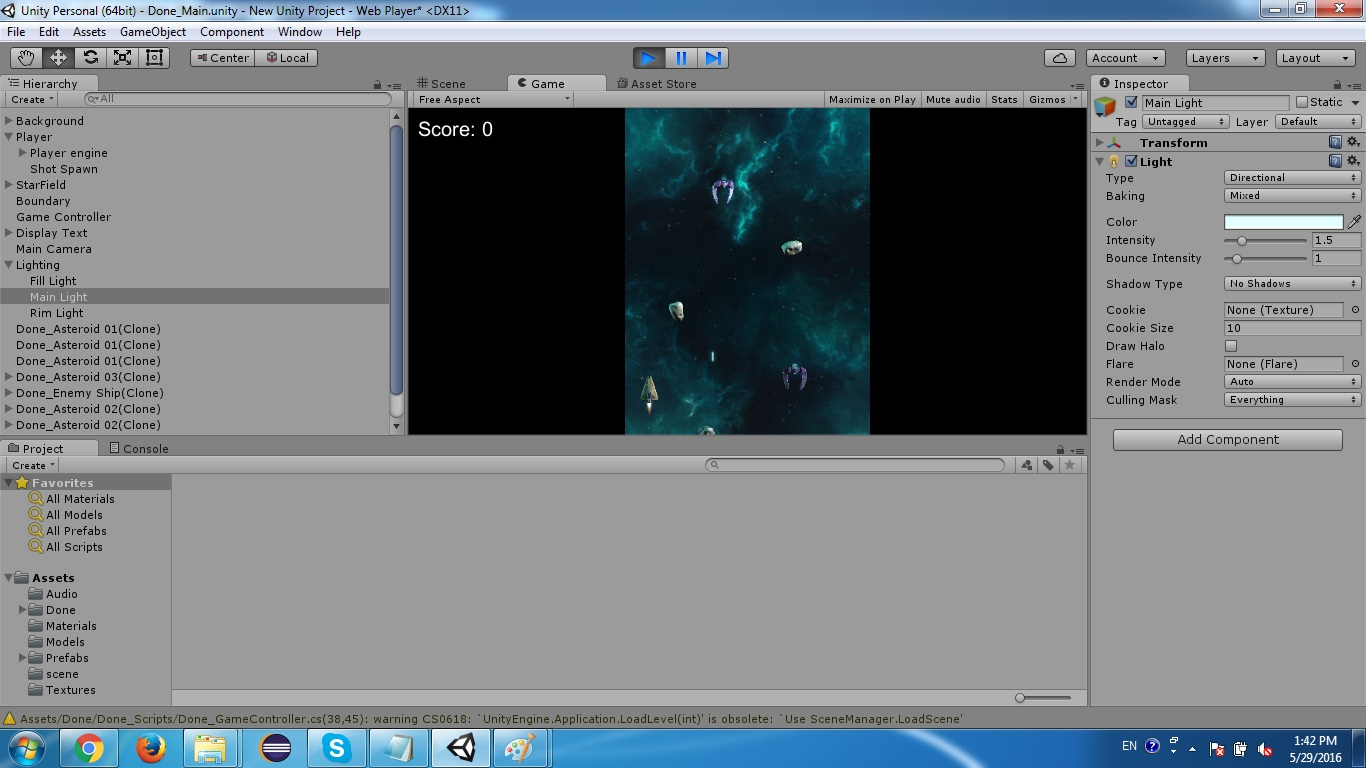 Unity Personal (64bit) - Done_Main.unity - New Unity Project - Web Player* <DX11>
File Edit Assets GameObject Component Window Help
Center Local Account Layers Layout
Hierarchy
Create All
Background
Player
Player engine
Shot Spawn
StarField
Boundary
Game Controller
Display Text
Main Camera
Lighting
Fill Light
Main Light
Rim Light
Done_Asteroid 01(Clone)
Done_Asteroid 01(Clone)
Done_Asteroid 01(Clone)
Done_Asteroid 03(Clone)
Done_Enemy Ship(Clone)
Done_Asteroid 02(Clone)
Done_Asteroid 02(Clone)
Scene Game Asset Store
Free Aspect Maximize on Play Mute audio Stats Gizmos
Score: 0
Inspector
Main Light Static
Tag Untagged Layer Default
Transform
Light
Type Directional
Baking Mixed
Color
Intensity 1.5
Bounce Intensity 1
Shadow Type No Shadows
Cookie None (Texture)
Cookie Size 10
Draw Halo
Flare None (Flare)
Render Mode Auto
Culling Mask Everything
Add Component
Project Console
Create
Favorites
All Materials
All Models
All Prefabs
All Scripts
Assets
Audio
Done
Materials
Models
Prefabs
scene
Textures
Assets/Done/Done_Scripts/Done_GameController.cs(38,45): warning CS0618: `UnityEngine.Application.LoadLevel(int)' is obsolete: `Use SceneManager.LoadScene'
EN 1:42 PM
5/29/2016